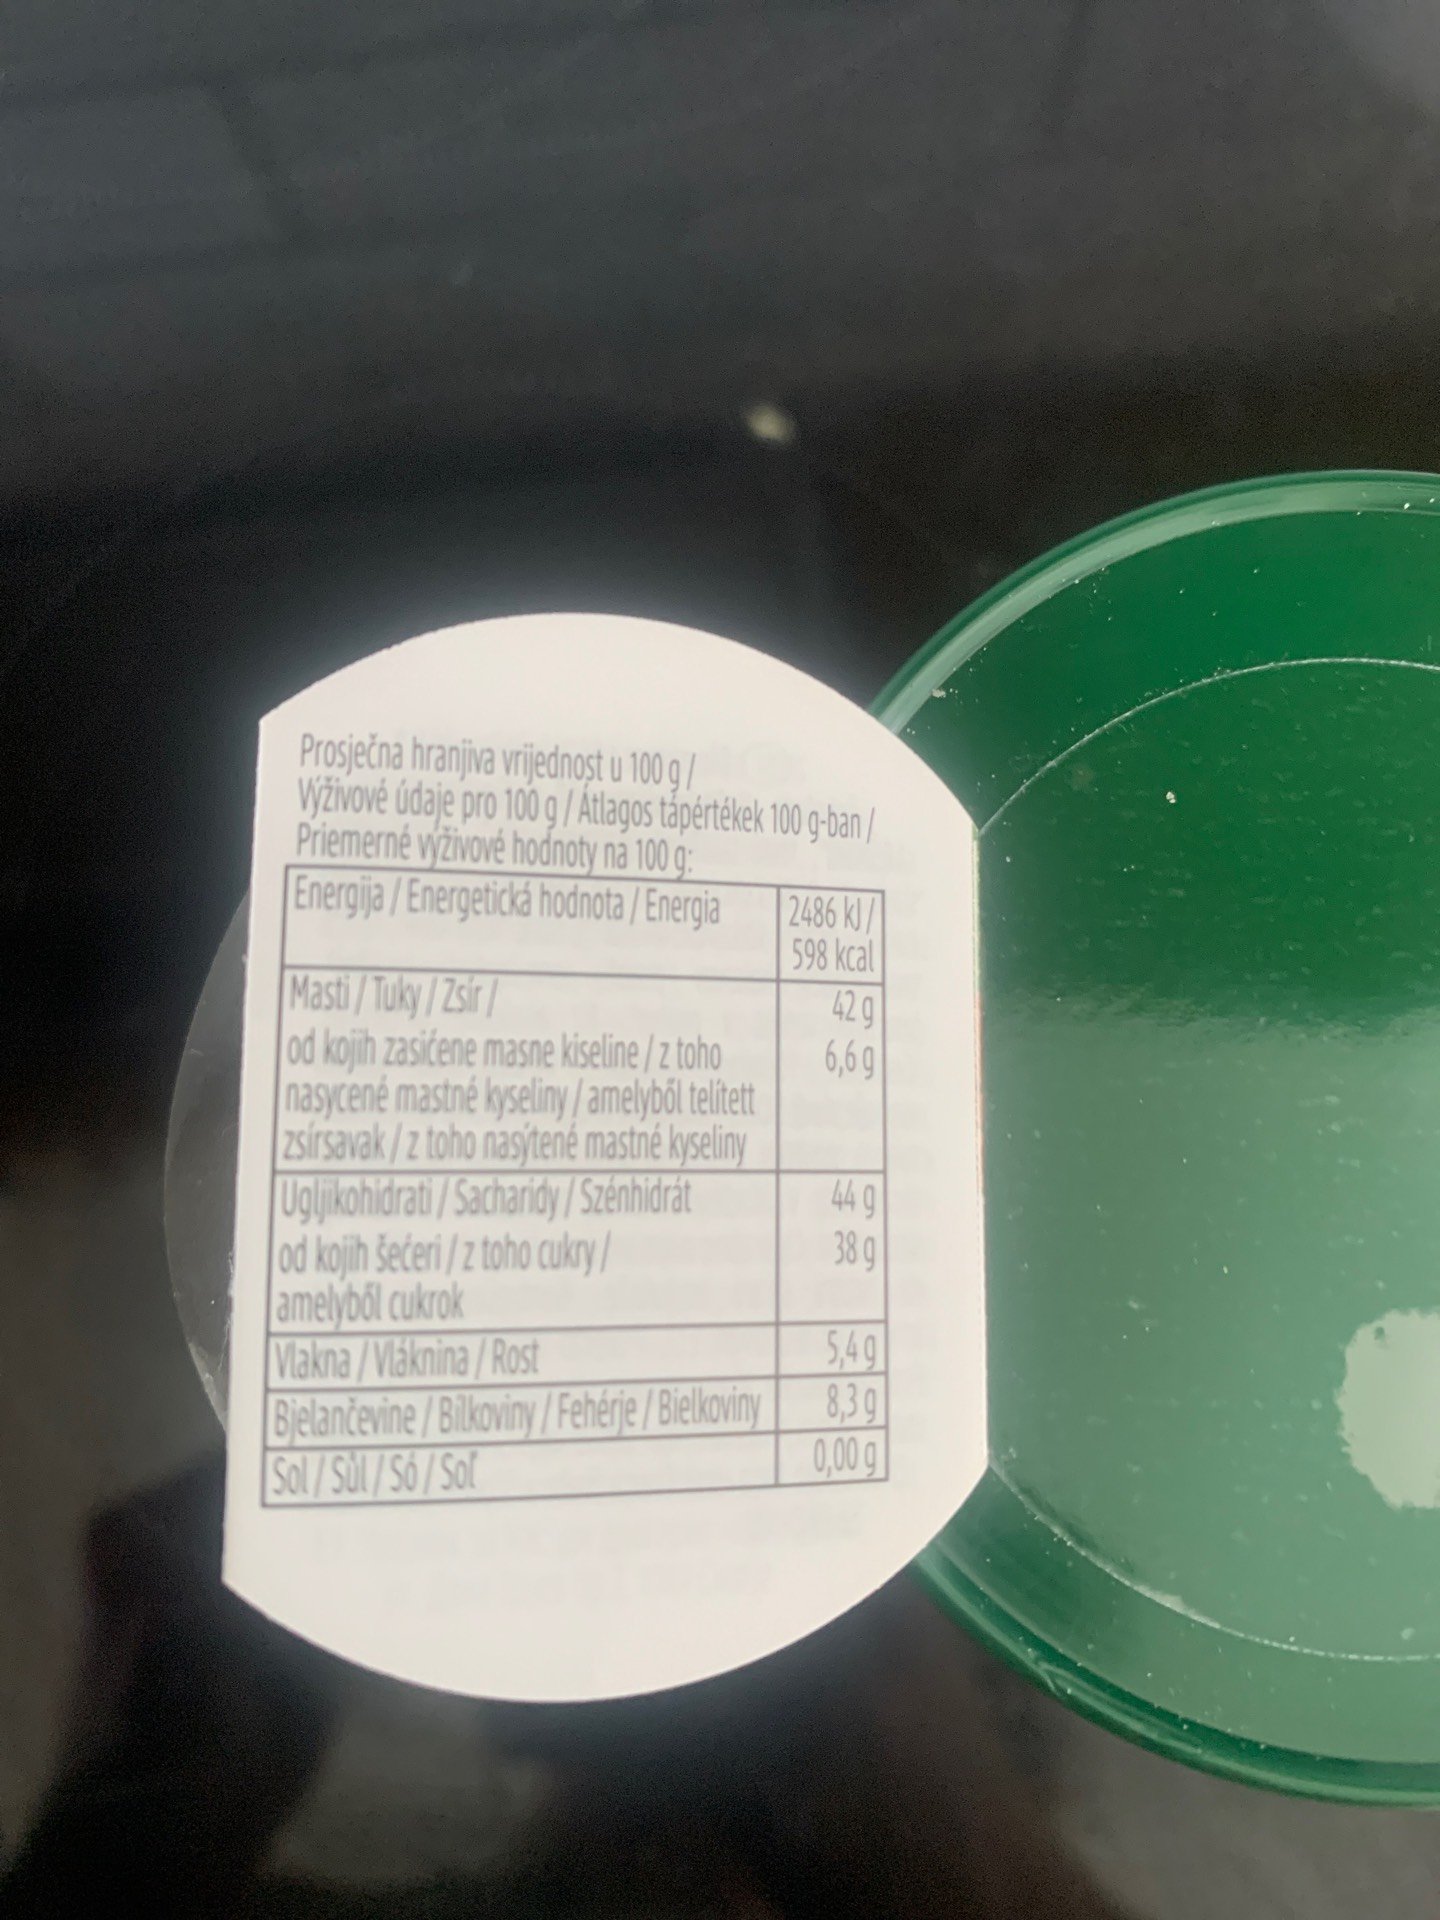 Prosječna hranjiva vrijednost u 100 g /
Výživové údaje pro 100 g / Átlagos tápértékek 100 g-ban /
Priemerné výživové hodnoty na 100 g:
Energija / Energetická hodnota / Energia 2486 kJ /
598 kcal
Masti / Tuky / Zsír / 42 g
od kojih zasićene masne kiseline / z toho 6,6 g
nasycené mastné kyseliny / amelyből telített
zsírsavak / z toho nasýtené mastné kyseliny
Ugljikohidrati / Sacharidy / Szénhidrát 44 g
od kojih šećeri / z toho cukry / 38 g
amelyből cukrok
Vlakna / Vláknina / Rost 5,4 g
Bjelančevine / Bílkoviny / Fehérje / Bielkoviny 8,3 g
Sol / Sůl / Só / Soľ 0,00 g